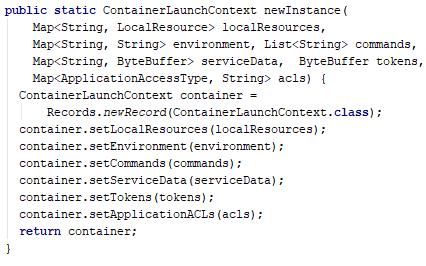 public static ContainerLaunchContext newInstance(
    Map<String, LocalResource> localResources,
    Map<String, String> environment, List<String> commands,
    Map<String, ByteBuffer> serviceData,  ByteBuffer tokens,
    Map<ApplicationAccessType, String> acls) {
  ContainerLaunchContext container =
      Records.newRecord(ContainerLaunchContext.class);
  container.setLocalResources(localResources);
  container.setEnvironment(environment);
  container.setCommands(commands);
  container.setServiceData(serviceData);
  container.setTokens(tokens);
  container.setApplicationACLs(acls);
  return container;
}